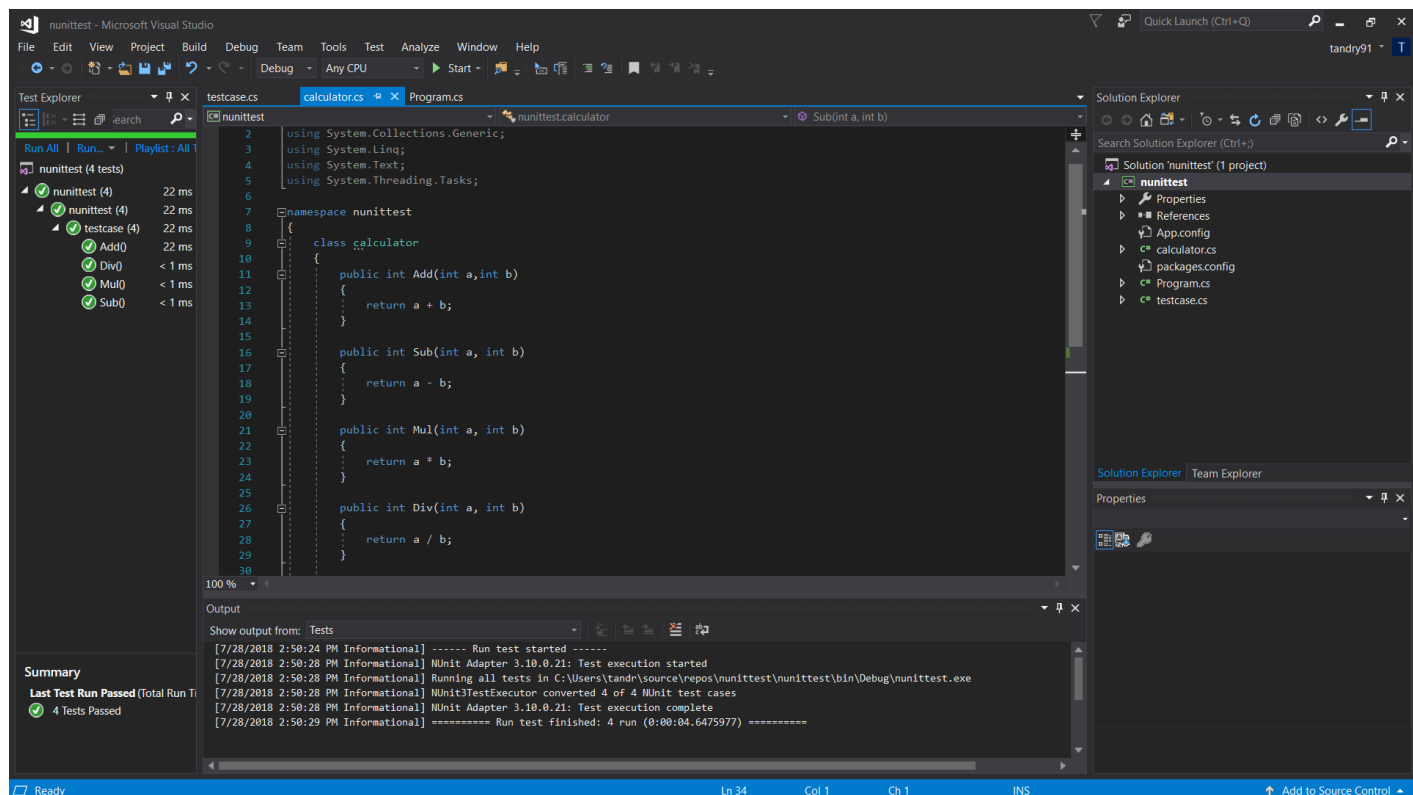 nunittest - Microsoft Visual Studio
Quick Launch (Ctrl+Q)
File Edit View Project Build Debug Team Tools Test Analyze Window Help
tandry91 T
Debug Any CPU Start
Test Explorer
earch
Run All | Run... | Playlist : All T
nunittest (4 tests)
nunittest (4) 22 ms
nunittest (4) 22 ms
testcase (4) 22 ms
Add() 22 ms
Div() < 1 ms
Mul() < 1 ms
Sub() < 1 ms
Summary
Last Test Run Passed (Total Run Ti
4 Tests Passed
testcase.cs calculator.cs Program.cs
C# nunittest nunittest.calculator Sub(int a, int b)
2 using System.Collections.Generic;
3 using System.Linq;
4 using System.Text;
5 using System.Threading.Tasks;
6
7 namespace nunittest
8 {
9 class calculator
10 {
11 public int Add(int a,int b)
12 {
13 return a + b;
14 }
15
16 public int Sub(int a, int b)
17 {
18 return a - b;
19 }
20
21 public int Mul(int a, int b)
22 {
23 return a * b;
24 }
25
26 public int Div(int a, int b)
27 {
28 return a / b;
29 }
30
100 %
Output
Show output from: Tests
[7/28/2018 2:50:24 PM Informational] ------ Run test started ------
[7/28/2018 2:50:28 PM Informational] NUnit Adapter 3.10.0.21: Test execution started
[7/28/2018 2:50:28 PM Informational] Running all tests in C:\Users\tandr\source\repos\nunittest\nunittest\bin\Debug\nunittest.exe
[7/28/2018 2:50:28 PM Informational] NUnit3TestExecutor converted 4 of 4 NUnit test cases
[7/28/2018 2:50:28 PM Informational] NUnit Adapter 3.10.0.21: Test execution complete
[7/28/2018 2:50:29 PM Informational] ========== Run test finished: 4 run (0:00:04.6475977) ==========
Solution Explorer
Search Solution Explorer (Ctrl+;)
Solution 'nunittest' (1 project)
C# nunittest
Properties
References
App.config
C# calculator.cs
packages.config
C# Program.cs
C# testcase.cs
Solution Explorer Team Explorer
Properties
Ready Ln 34 Col 1 Ch 1 INS Add to Source Control